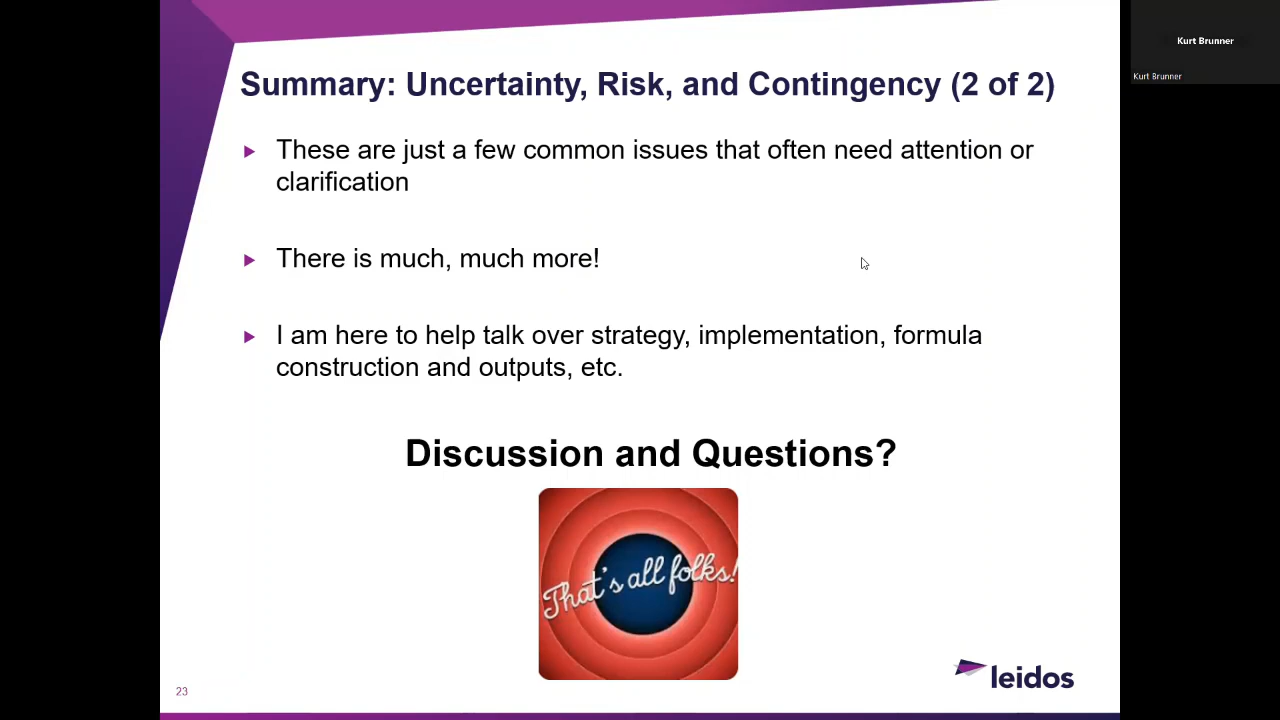 Summary: Uncertainty, Risk, and Contingency (2 of 2)
These are just a few common issues that often need attention or
clarification
There is much, much more!
I am here to help talk over strategy, implementation, formula
construction and outputs, etc.
Discussion and Questions?
That's all folks!
leidos
23
Kurt Brunner
Kurt Brunner